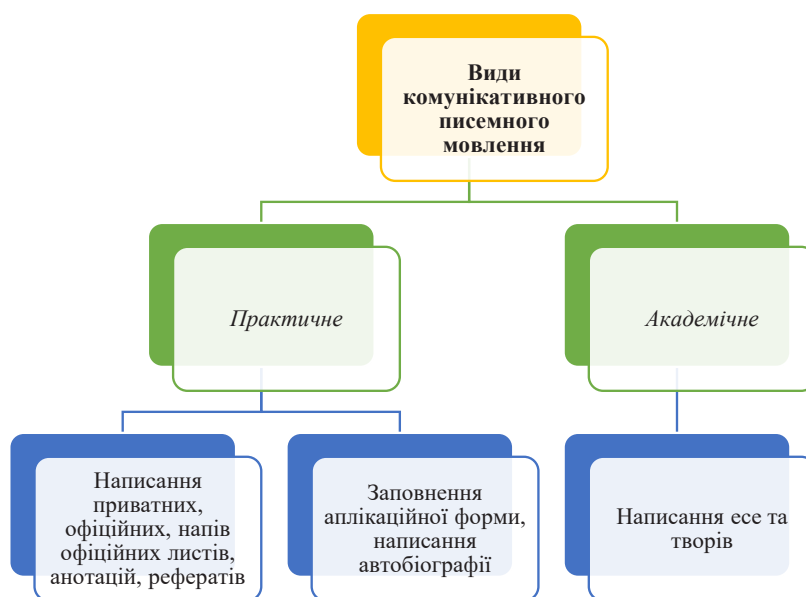 Види
комунікативного
писемного
мовлення
Практичне
Академічне
Написання
приватних,
офіційних, напів
офіційних листів,
анотацій, рефератів
Заповнення
аплікаційної форми,
написання
автобіографії
Написання есе та
творів